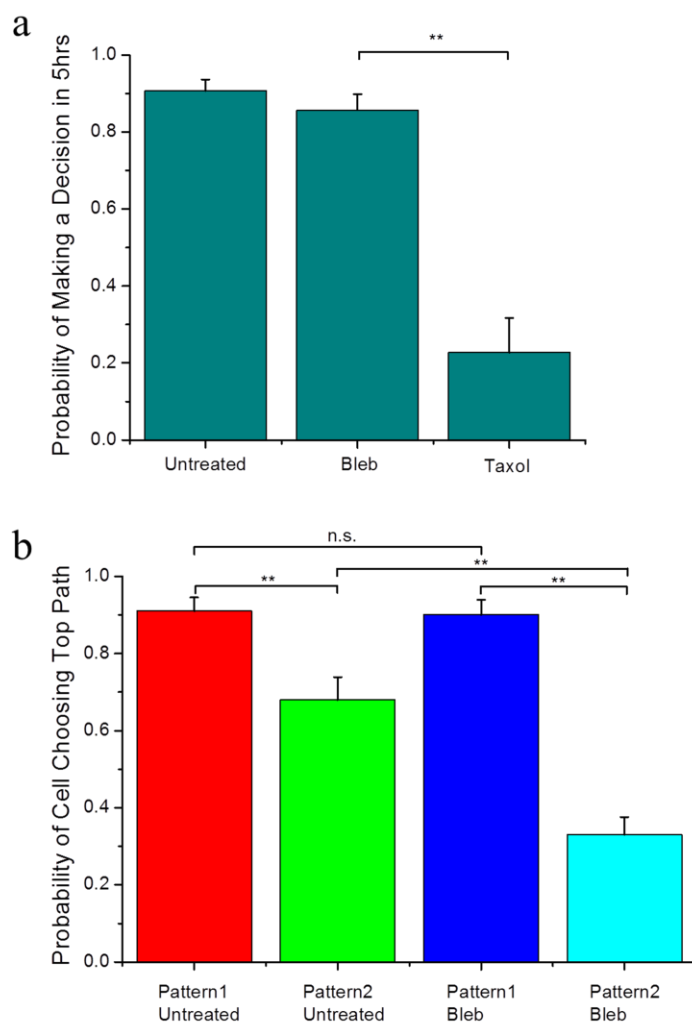 a
**
Probability of Making a Decision in 5hrs
1.0
0.8
0.6
0.4
0.2
0.0
Untreated Bleb Taxol
b
n.s.
**
** **
Probability of Cell Choosing Top Path
1.0
0.8
0.6
0.4
0.2
0.0
Pattern1 Pattern2 Pattern1 Pattern2
Untreated Untreated Bleb Bleb